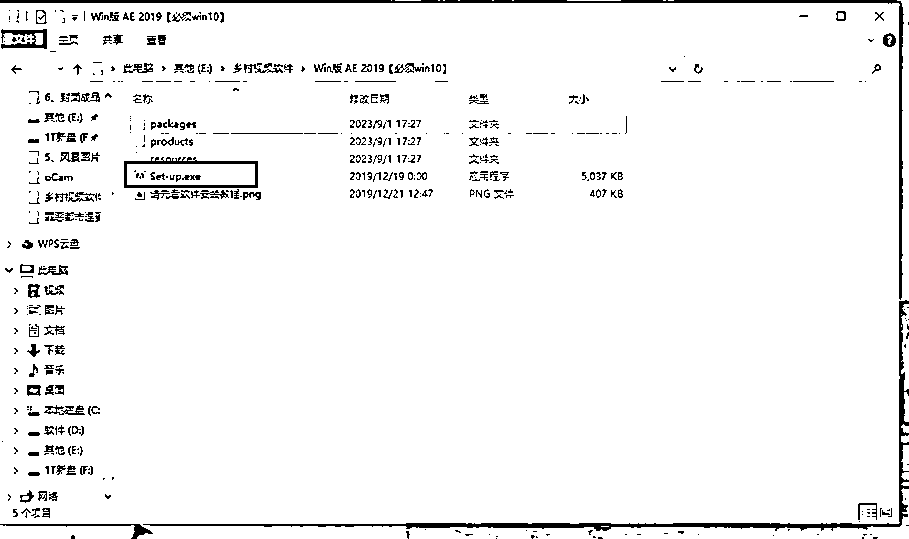 Win版 AE 2019【必须win10】
文件 主页 共享 查看
此电脑 > 其他 (E:) > 乡村视频软件 > Win版 AE 2019【必须win10】
名称 修改日期 类型 大小
packages 2023/9/1 17:27 文件夹
products 2023/9/1 17:27 文件夹
resources 2023/9/1 17:27 文件夹
Set-up.exe 2019/12/19 0:00 应用程序 5,037 KB
软件安装教程.png 2019/12/21 12:47 PNG 文件 407 KB
6、封面成品
其他 (E:)
1T新盘 (F
5、风景图片
oCam
乡村视频软件
WPS云盘
此电脑
视频
图片
文档
下载
音乐
桌面
本地磁盘 (C:
软件 (D:)
其他 (E:)
1T新盘 (F:)
网络
5 个项目